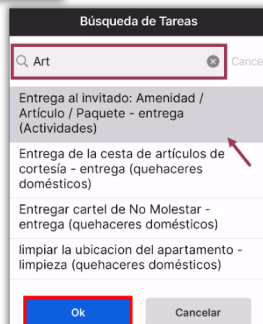 Búsqueda de Tareas
Art
Cance
Entrega al invitado: Amenidad /
Artículo / Paquete - entrega
(Actividades)
Entrega de la cesta de artículos de
cortesía - entrega (quehaceres
domésticos)
Entregar cartel de No Molestar -
entrega (quehaceres domésticos)
limpiar la ubicacion del apartamento -
limpieza (quehaceres domésticos)
Ok
Cancelar